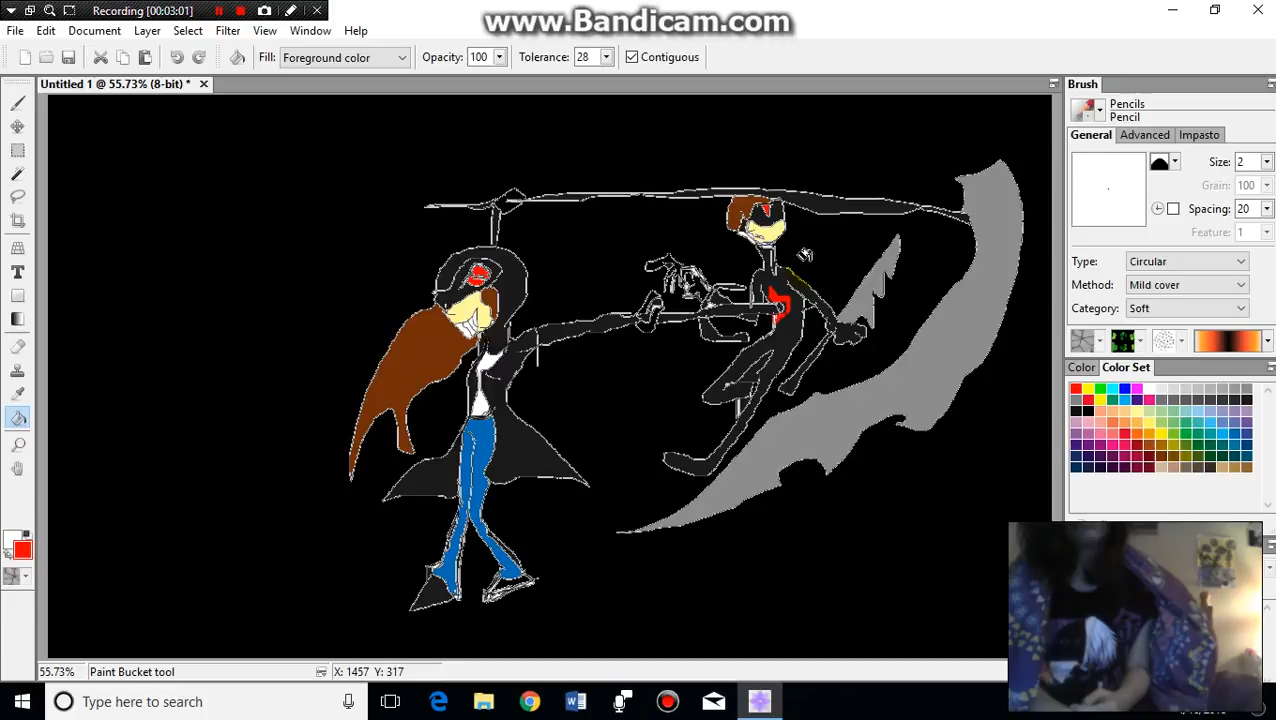 Recording [00:03:01]
www.Bandicam.com
File Edit Document Layer Select Filter View Window Help
Fill: Foreground color Opacity: 100 Tolerance: 28 Contiguous
Untitled 1 @ 55.73% (8-bit) *
Brush
Pencils
Pencil
General Advanced Impasto
Size: 2
Grain: 100
Spacing: 20
Feature: 1
Type: Circular
Method: Mild cover
Category: Soft
Color Color Set
55.73% Paint Bucket tool X: 1457 Y: 317
Type here to search